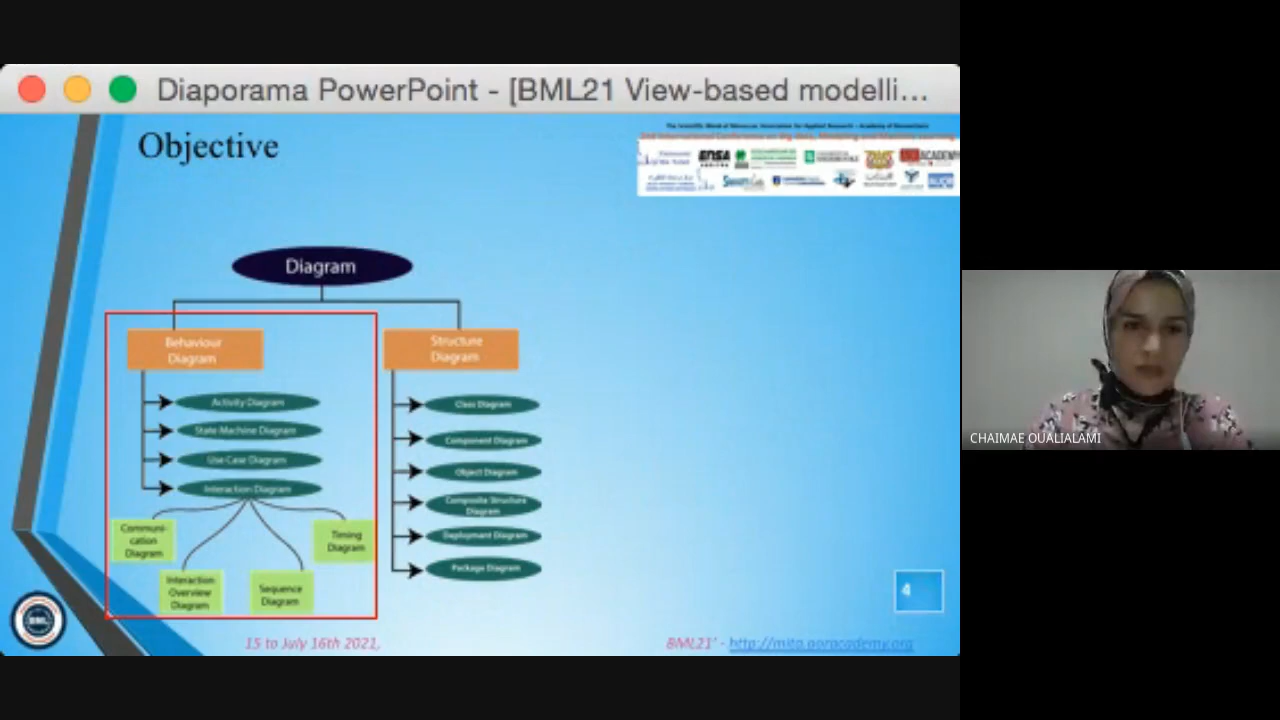 Diaporama PowerPoint - [BML21 View-based modelli...
Objective
ENSA
Diagram
Behaviour
Diagram
Structure
Diagram
Activity Diagram
State Machine Diagram
Use Case Diagram
Interaction Diagram
Communi-
cation
Diagram
Timing
Diagram
Interaction
Overview
Diagram
Sequence
Diagram
Class Diagram
Component Diagram
Object Diagram
Composite Structure
Diagram
Deployment Diagram
Package Diagram
4
15 to July 16th 2021,
BML21' -
CHAIMAE OUALIALAMI